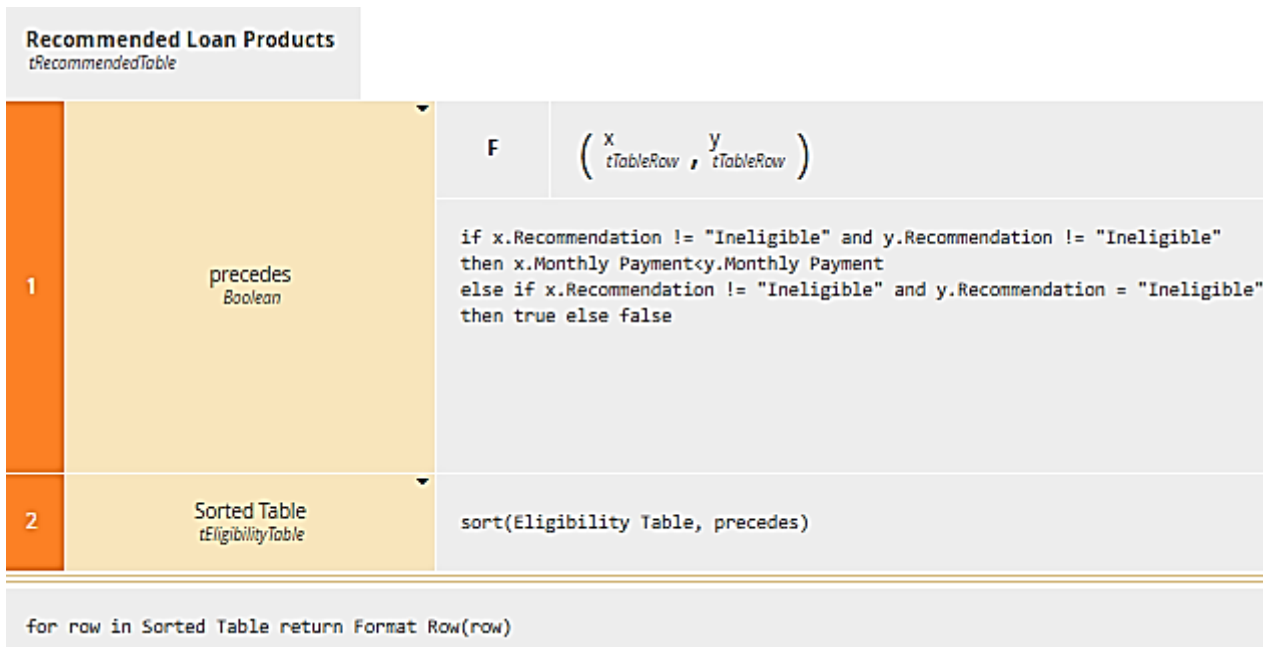 Recommended Loan Products
tRecommendedTable
1
precedes
Boolean
F
( x , y )
tTableRow tTableRow
if x.Recommendation != "Ineligible" and y.Recommendation != "Ineligible"
then x.Monthly Payment<y.Monthly Payment
else if x.Recommendation != "Ineligible" and y.Recommendation = "Ineligible"
then true else false
2
Sorted Table
tEligibilityTable
sort(Eligibility Table, precedes)
for row in Sorted Table return Format Row(row)